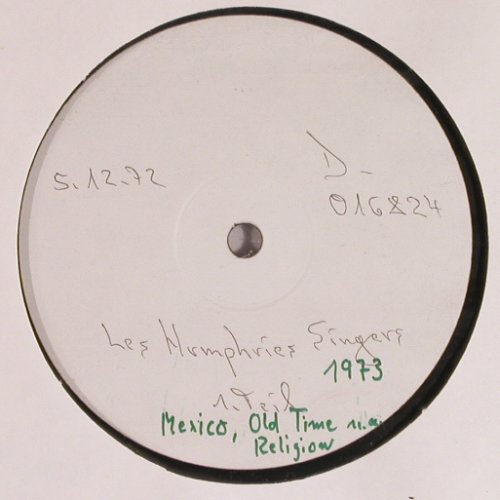 5.12.72
D-
016824
Les Humphries Singers
1973
1. Teil
Mexico, Old Time
Religion